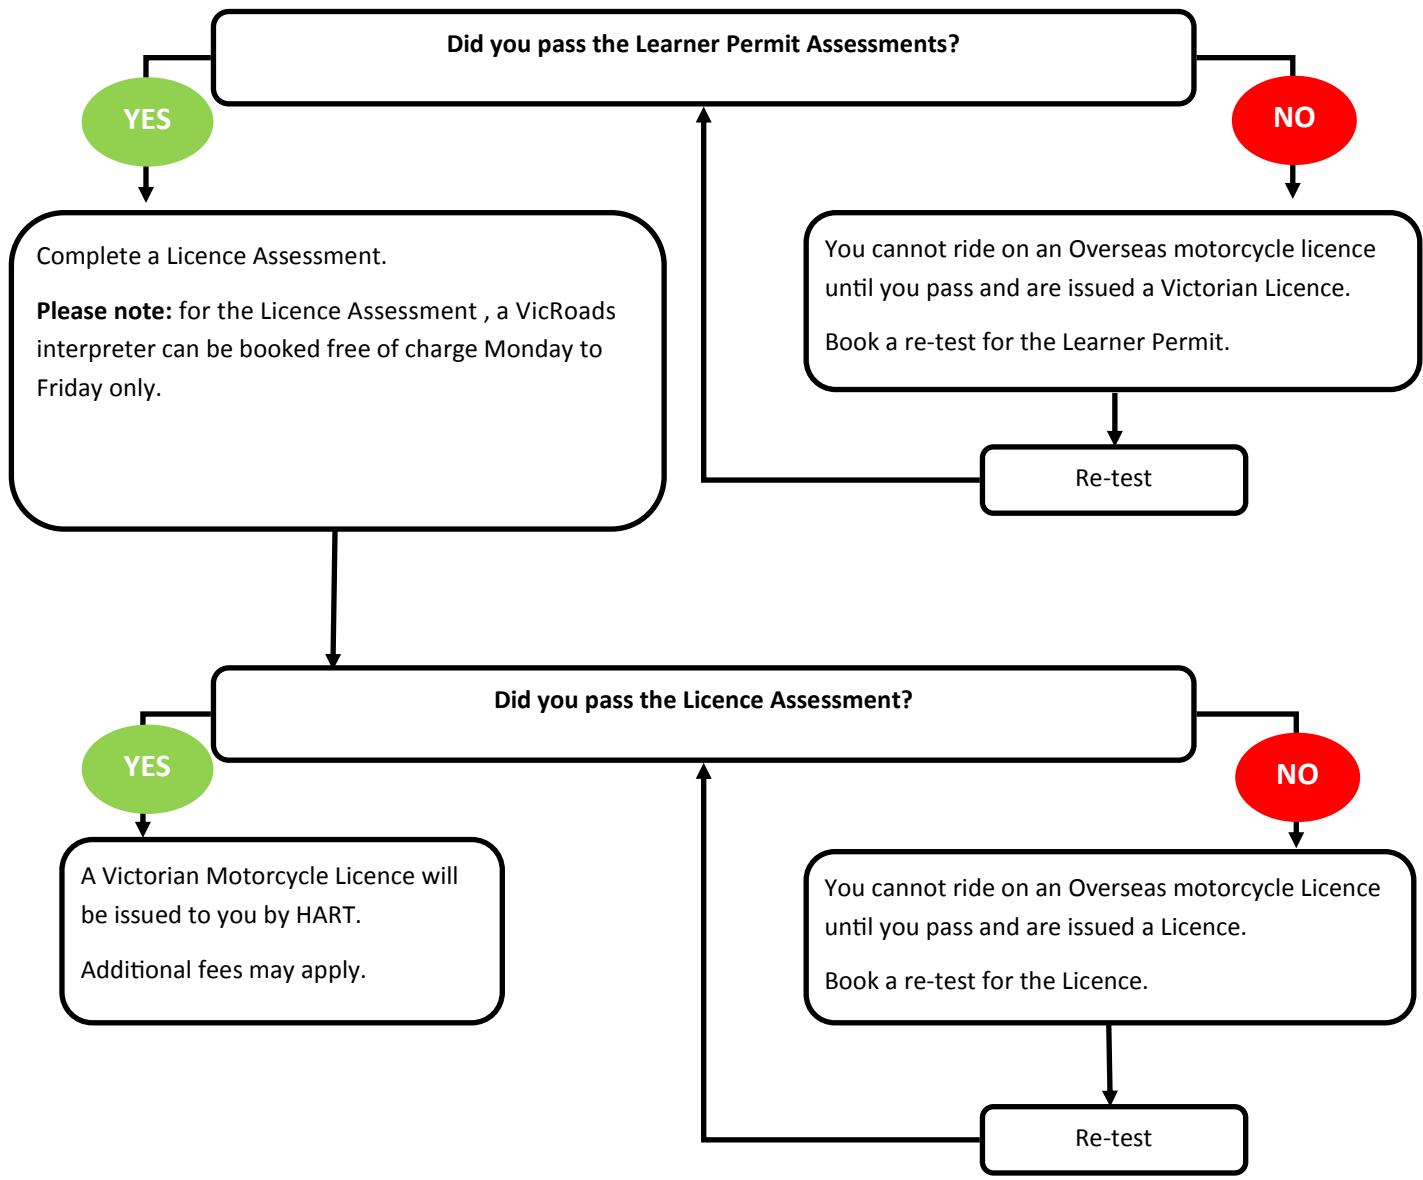 Did you pass the Learner Permit Assessments?
YES
NO
Complete a Licence Assessment.
Please note: for the Licence Assessment , a VicRoads
interpreter can be booked free of charge Monday to
Friday only.
You cannot ride on an Overseas motorcycle licence
until you pass and are issued a Victorian Licence.
Book a re-test for the Learner Permit.
Re-test
Did you pass the Licence Assessment?
YES
NO
A Victorian Motorcycle Licence will
be issued to you by HART.
Additional fees may apply.
You cannot ride on an Overseas motorcycle Licence
until you pass and are issued a Licence.
Book a re-test for the Licence.
Re-test